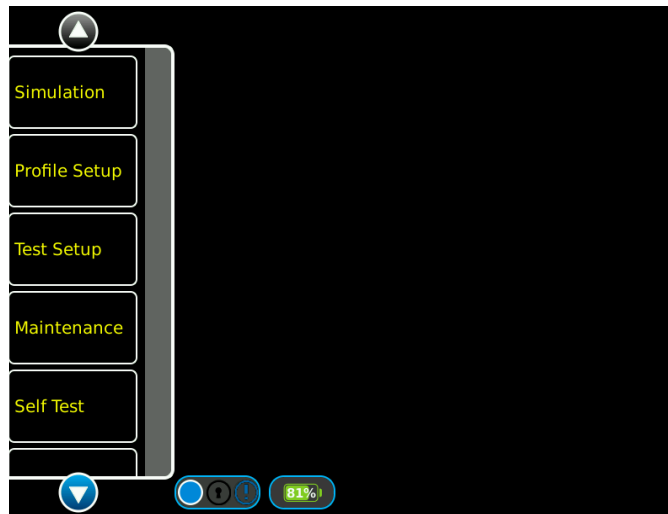 Simulation
Profile Setup
Test Setup
Maintenance
Self Test
81%